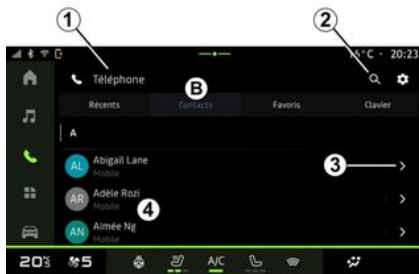 1
2
15°C · 20:23
Téléphone
B
Récents Contacts Favoris Clavier
A
AL Abigail Lane
Mobile
3
AR Adèle Rozi
Mobile
4
AN Aimée Ng
Mobile
20°5 5 A/C